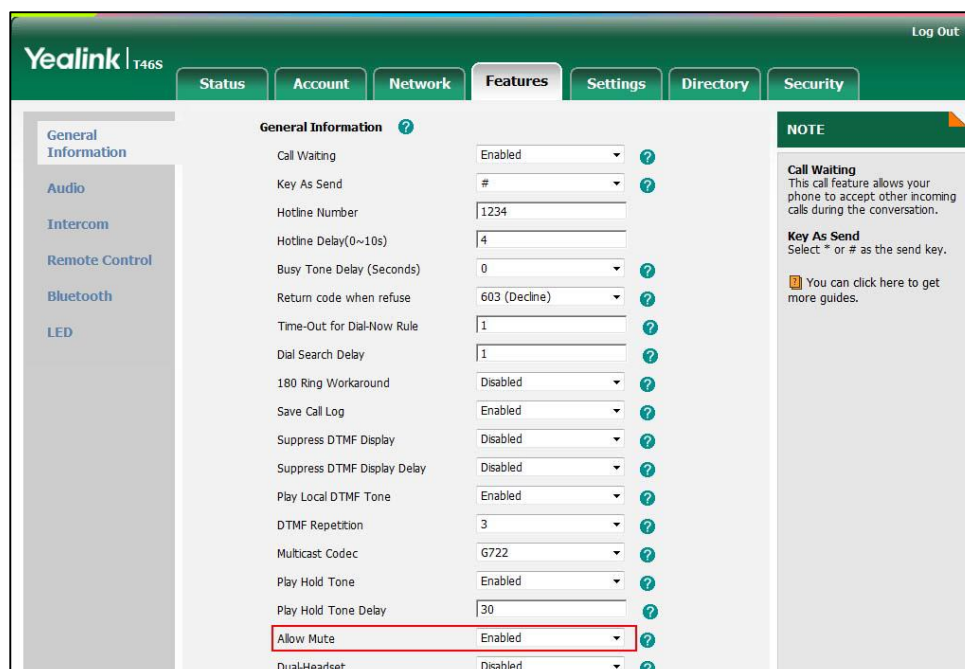 Log Out
Yealink T46S
Status Account Network Features Settings Directory Security
General
Information
Audio
Intercom
Remote Control
Bluetooth
LED
General Information ?
Call Waiting Enabled ?
Key As Send # ?
Hotline Number 1234
Hotline Delay(0~10s) 4
Busy Tone Delay (Seconds) 0 ?
Return code when refuse 603 (Decline) ?
Time-Out for Dial-Now Rule 1 ?
Dial Search Delay 1 ?
180 Ring Workaround Disabled ?
Save Call Log Enabled ?
Suppress DTMF Display Disabled ?
Suppress DTMF Display Delay Disabled ?
Play Local DTMF Tone Enabled ?
DTMF Repetition 3 ?
Multicast Codec G722 ?
Play Hold Tone Enabled ?
Play Hold Tone Delay 30 ?
Allow Mute Enabled ?
Dual-Headset Disabled ?
NOTE
Call Waiting
This call feature allows your
phone to accept other incoming
calls during the conversation.
Key As Send
Select * or # as the send key.
? You can click here to get
more guides.